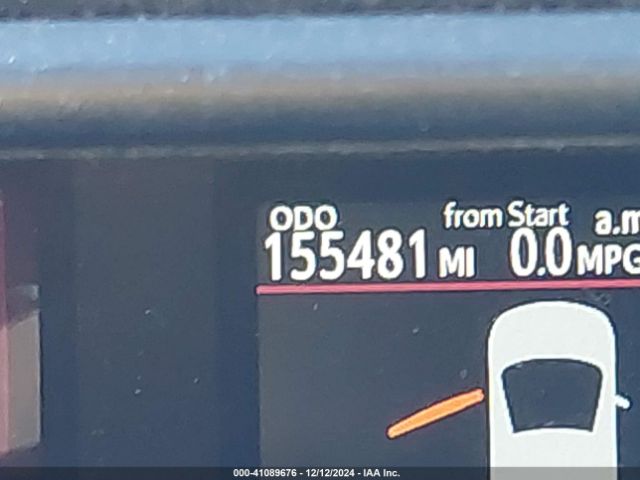 ODO from Start a.m
155481 MI 0.0 MPG
000-41089676 - 12/12/2024 - IAA Inc.